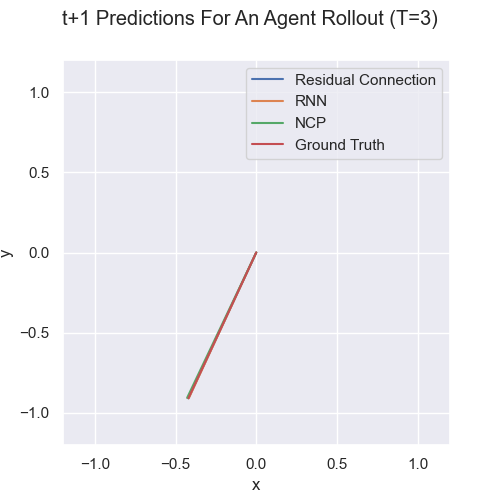 t+1 Predictions For An Agent Rollout (T=3)
Residual Connection
RNN
NCP
Ground Truth
1.0
0.5
0.0
−0.5
−1.0
y
−1.0 −0.5 0.0 0.5 1.0
x